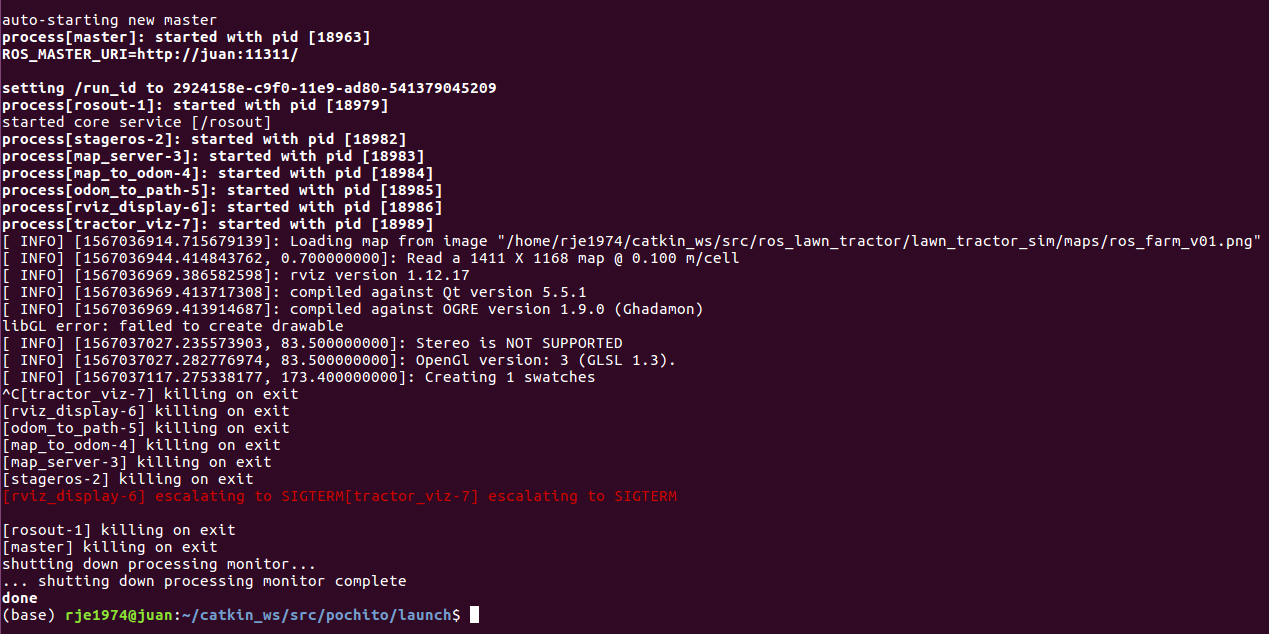 auto-starting new master
process[master]: started with pid [18963]
ROS_MASTER_URI=http://juan:11311/
setting /run_id to 2924158e-c9f0-11e9-ad80-541379045209
process[rosout-1]: started with pid [18979]
started core service [/rosout]
process[stageros-2]: started with pid [18982]
process[map_server-3]: started with pid [18983]
process[map_to_odom-4]: started with pid [18984]
process[odom_to_path-5]: started with pid [18985]
process[rviz_display-6]: started with pid [18986]
process[tractor_viz-7]: started with pid [18989]
[ INFO] [1567036914.715679139]: Loading map from image "/home/rje1974/catkin_ws/src/ros_lawn_tractor/lawn_tractor_sim/maps/ros_farm_v01.png"
[ INFO] [1567036944.414843762, 0.700000000]: Read a 1411 X 1168 map @ 0.100 m/cell
[ INFO] [1567036969.386582598]: rviz version 1.12.17
[ INFO] [1567036969.413717308]: compiled against Qt version 5.5.1
[ INFO] [1567036969.413914687]: compiled against OGRE version 1.9.0 (Ghadamon)
libGL error: failed to create drawable
[ INFO] [1567037027.235573903, 83.500000000]: Stereo is NOT SUPPORTED
[ INFO] [1567037027.282776974, 83.500000000]: OpenGl version: 3 (GLSL 1.3).
[ INFO] [1567037117.275338177, 173.400000000]: Creating 1 swatches
^C[tractor_viz-7] killing on exit
[rviz_display-6] killing on exit
[odom_to_path-5] killing on exit
[map_to_odom-4] killing on exit
[map_server-3] killing on exit
[stageros-2] killing on exit
[rviz_display-6] escalating to SIGTERM[tractor_viz-7] escalating to SIGTERM
[rosout-1] killing on exit
[master] killing on exit
shutting down processing monitor...
... shutting down processing monitor complete
done
(base) rje1974@juan:~/catkin_ws/src/pochito/launch$